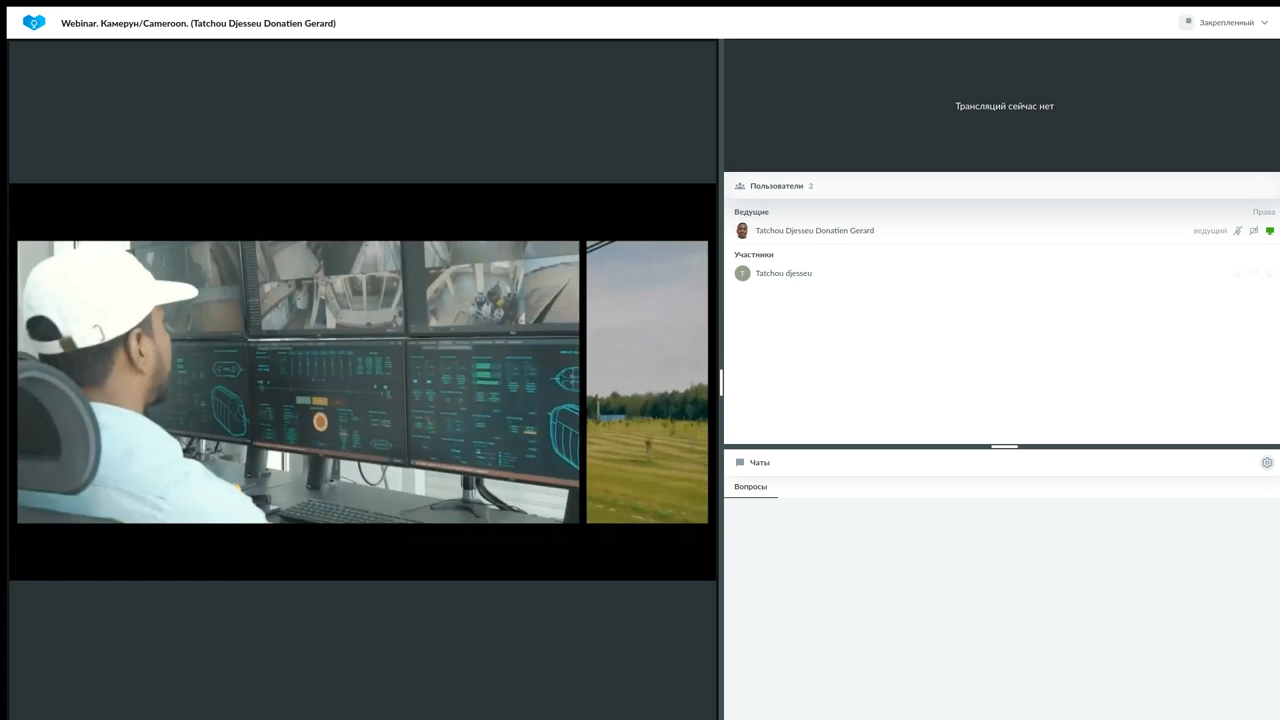 Webinar. Камерун/Cameroon. (Tatchou Djesseu Donatien Gerard)
Закрепленный
Трансляций сейчас нет
Пользователи 2
Ведущие
Права
Tatchou Djesseu Donatien Gerard
ведущий
Участники
T
Tatchou djesseu
Чаты
Вопросы